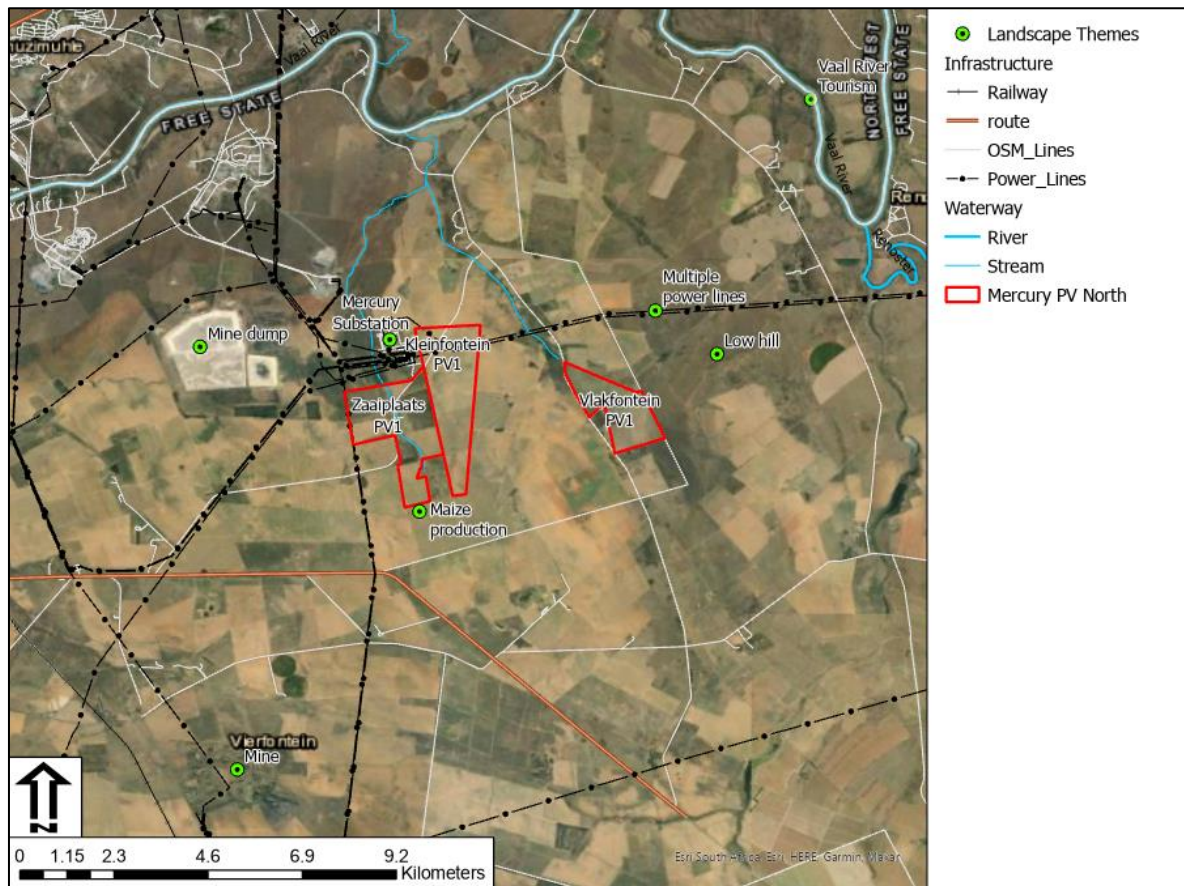 nuzimuhle
Vaal River
FREE STATE
Vaal River
Tourism
NORTH WEST
FREE STATE
Vaal River
Renoster
Multiple
power lines
Mercury
Substation
Mine dump
Kleinfontein
PV1
Low hill
Zaaiplaats
PV1
Vlakfontein
PV1
Maize
production
Vierfontein
Mine
N
0 1.15 2.3 4.6 6.9 9.2
Kilometers
Esri South Africa, Esri, HERE, Garmin, Maxar
Landscape Themes
Infrastructure
Railway
route
OSM_Lines
Power_Lines
Waterway
River
Stream
Mercury PV North